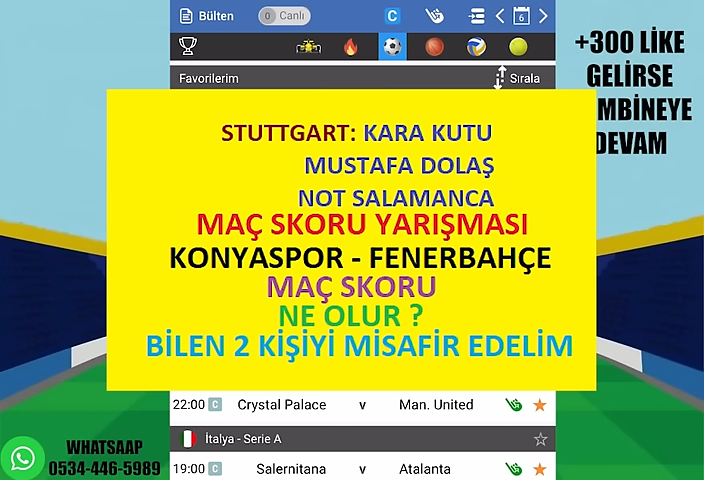 Bülten
0 Canlı
C
6
Favorilerim
Sırala
+300 LİKE
GELİRSE
MBİNEYE
DEVAM
STUTTGART: KARA KUTU
MUSTAFA DOLAŞ
NOT SALAMANCA
MAÇ SKORU YARIŞMASI
KONYASPOR - FENERBAHÇE
MAÇ SKORU
NE OLUR ?
BİLEN 2 KİŞİYİ MİSAFİR EDELİM
22:00 C Crystal Palace v Man. United
İtalya - Serie A
19:00 C Salernitana v Atalanta
WHATSAAP
0534-446-5989